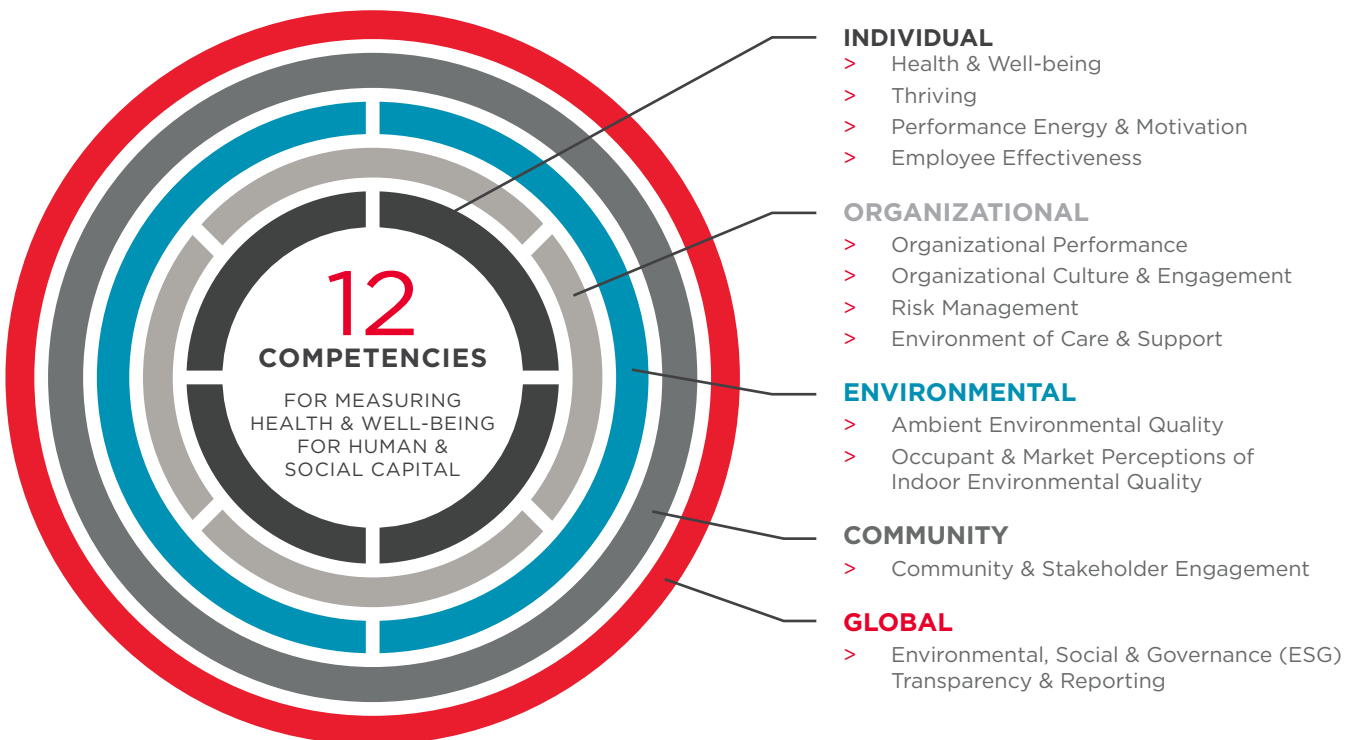 12
COMPETENCIES
FOR MEASURING
HEALTH & WELL-BEING
FOR HUMAN &
SOCIAL CAPITAL
INDIVIDUAL
> Health & Well-being
> Thriving
> Performance Energy & Motivation
> Employee Effectiveness
ORGANIZATIONAL
> Organizational Performance
> Organizational Culture & Engagement
> Risk Management
> Environment of Care & Support
ENVIRONMENTAL
> Ambient Environmental Quality
> Occupant & Market Perceptions of
Indoor Environmental Quality
COMMUNITY
> Community & Stakeholder Engagement
GLOBAL
> Environmental, Social & Governance (ESG)
Transparency & Reporting